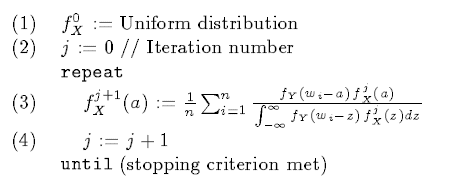 (1) $f_X^0$ := Uniform distribution
(2) $j := 0$ // Iteration number
repeat
(3) $f_X^{j+1}(a) := \frac{1}{n} \sum_{i=1}^{n} \frac{f_Y(w_i-a) f_X^j(a)}{\int_{-\infty}^{\infty} f_Y(w_i-z) f_X^j(z)dz}$
(4) $j := j+1$
until (stopping criterion met)